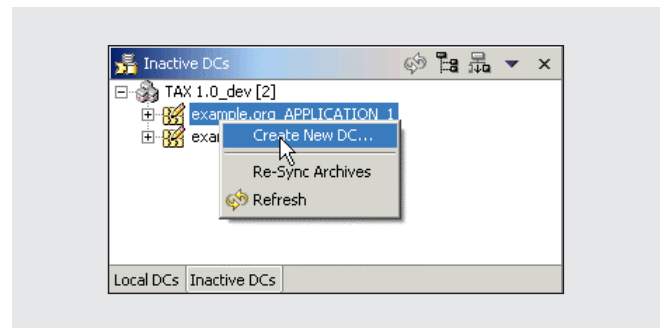 Inactive DCs
TAX 1.0_dev [2]
example.org_APPLICATION_1
exa
Create New DC...
Re-Sync Archives
Refresh
Local DCs Inactive DCs